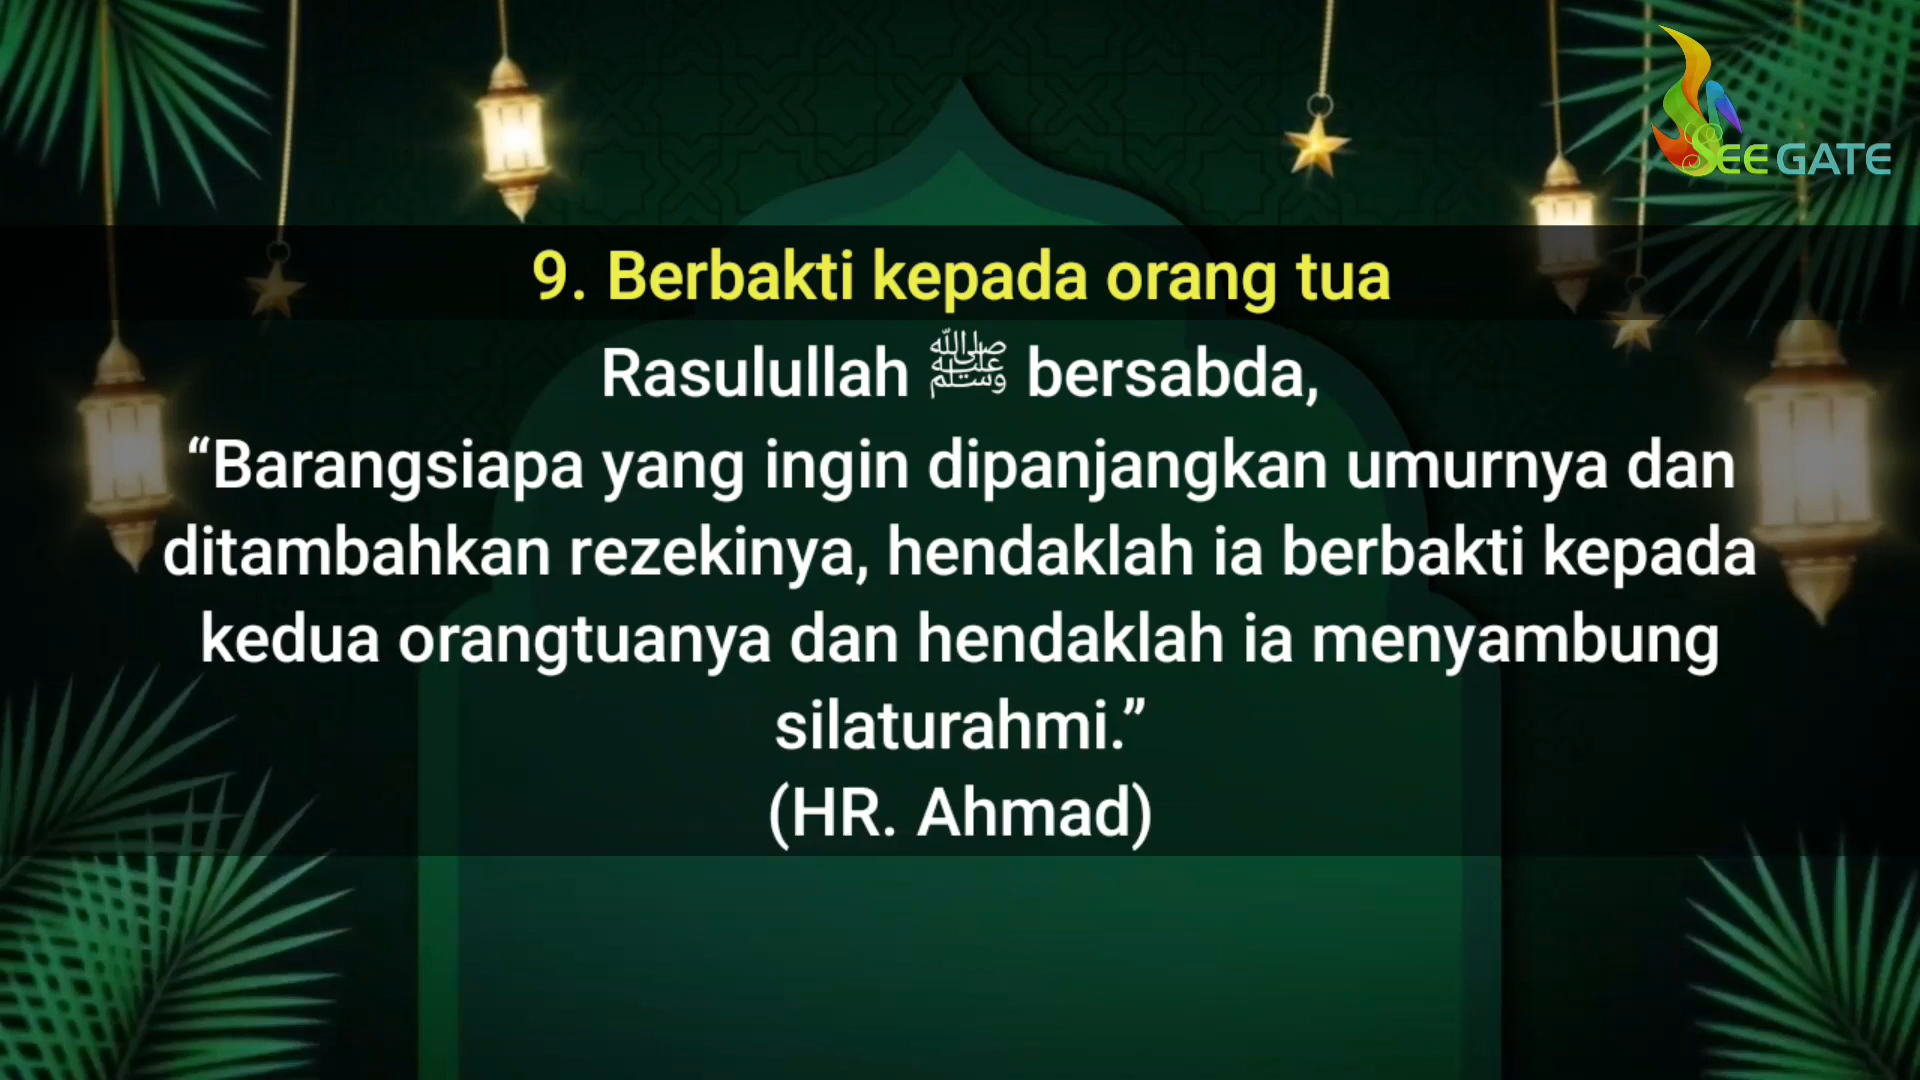 SEE GATE
9. Berbakti kepada orang tua
Rasulullah ﷺ bersabda,
“Barangsiapa yang ingin dipanjangkan umurnya dan
ditambahkan rezekinya, hendaklah ia berbakti kepada
kedua orangtuanya dan hendaklah ia menyambung
silaturahmi.”
(HR. Ahmad)